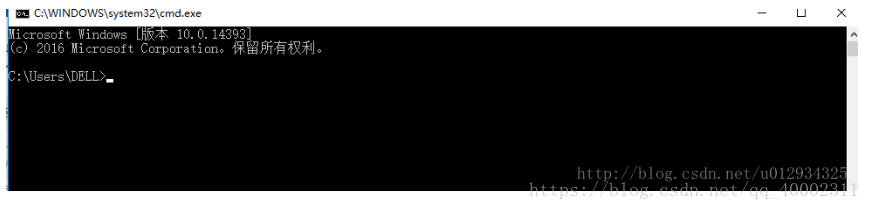 C:\WINDOWS\system32\cmd.exe
Microsoft Windows [版本 10.0.14393]
(c) 2016 Microsoft Corporation。保留所有权利。
C:\Users\DELL>
http://blog.csdn.net/u012934325
https://blog.csdn.net/qq_40002311